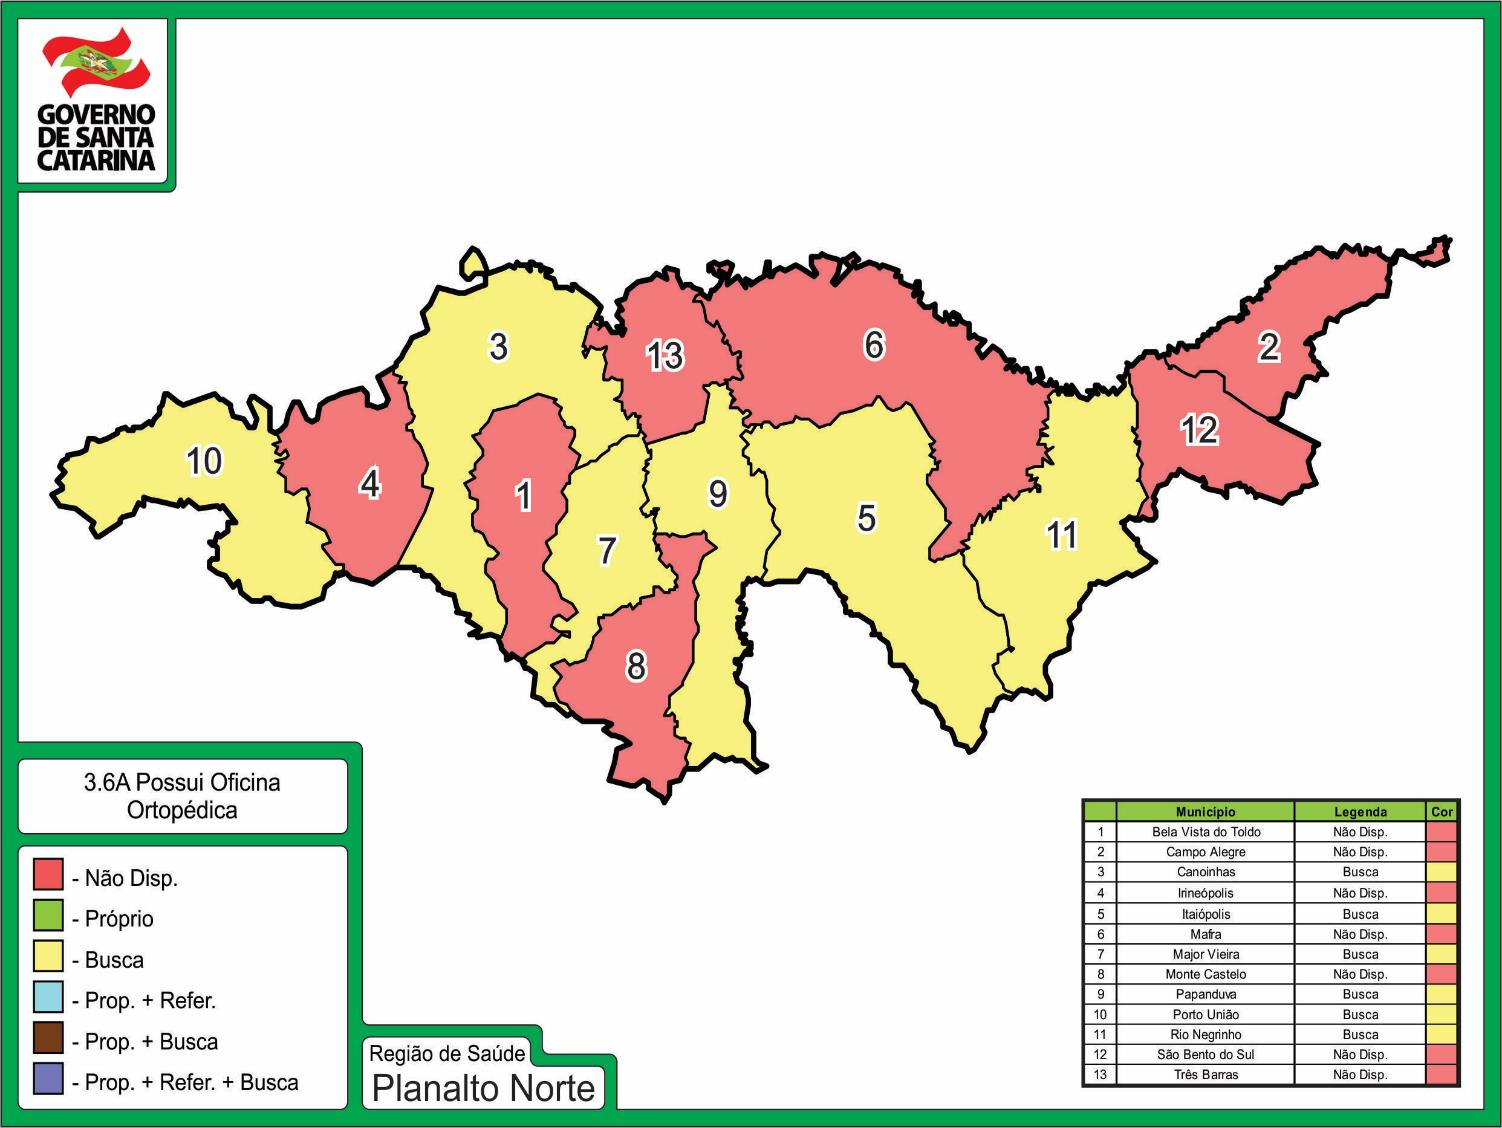 GOVERNO
DE SANTA
CATARINA
3
13
6
2
10
4
1
9
12
5
7
11
8
3.6A Possui Oficina
Ortopédica
- Não Disp.
- Próprio
- Busca
- Prop. + Refer.
- Prop. + Busca
- Prop. + Refer. + Busca
Região de Saúde
Planalto Norte
Município Legenda Cor
1 Bela Vista do Toldo Não Disp.
2 Campo Alegre Não Disp.
3 Canoinhas Busca
4 Irineópolis Não Disp.
5 Itaiópolis Busca
6 Mafra Não Disp.
7 Major Vieira Busca
8 Monte Castelo Não Disp.
9 Papanduva Busca
10 Porto União Busca
11 Rio Negrinho Busca
12 São Bento do Sul Não Disp.
13 Três Barras Não Disp.